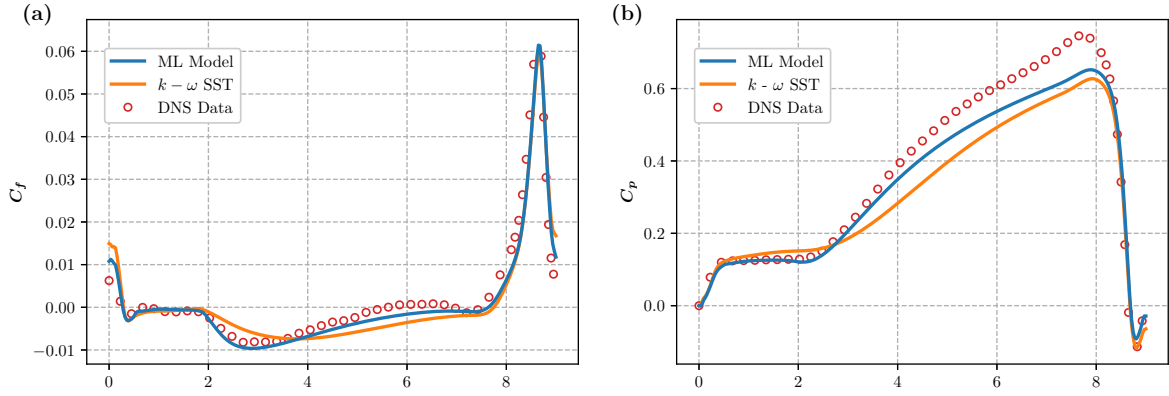 (a)
0.06
0.05
0.04
0.03
0.02
0.01
0.00
−0.01
C_f
ML Model
k − ω SST
DNS Data
0 2 4 6 8
(b)
0.6
0.4
0.2
0.0
C_p
ML Model
k - ω SST
DNS Data
0 2 4 6 8